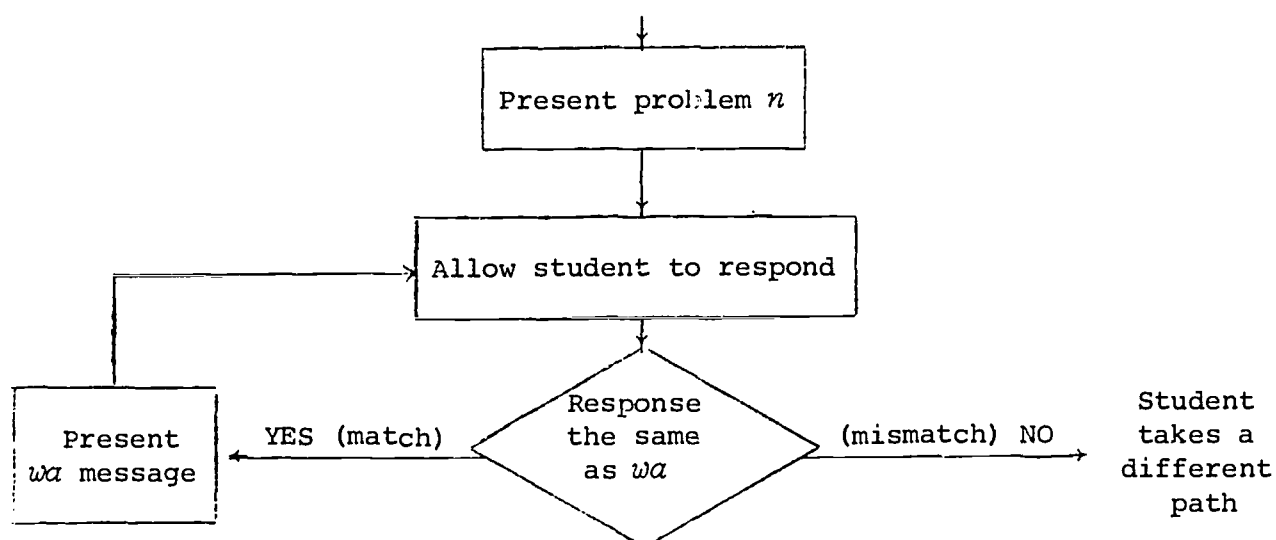 Present problem n
Allow student to respond
Response
the same
as wa
YES (match)
(mismatch) NO
Present
wa message
Student
takes a
different
path